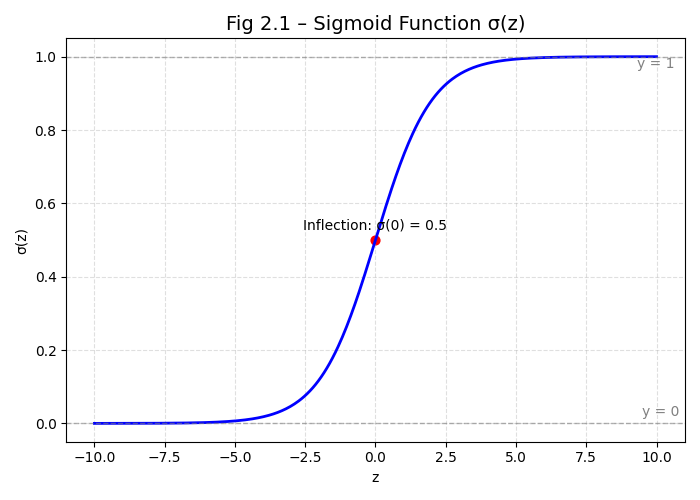 Fig 2.1 – Sigmoid Function σ(z)
1.0
y = 1
0.8
0.6
Inflection: σ(0) = 0.5
σ(z)
0.4
0.2
y = 0
0.0
−10.0 −7.5 −5.0 −2.5 0.0 2.5 5.0 7.5 10.0
z